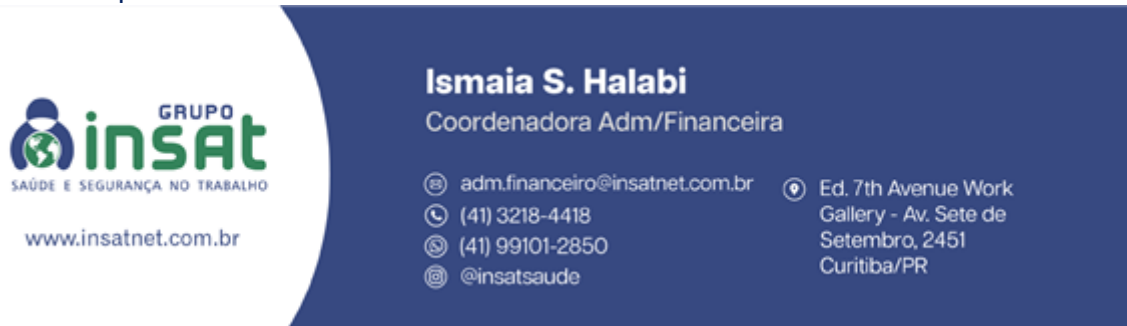 GRUPO
insat
SAÚDE E SEGURANÇA NO TRABALHO
www.insatnet.com.br
Ismaia S. Halabi
Coordenadora Adm/Financeira
adm.financeiro@insatnet.com.br
(41) 3218-4418
(41) 99101-2850
@insatsaude
Ed. 7th Avenue Work
Gallery - Av. Sete de
Setembro, 2451
Curitiba/PR